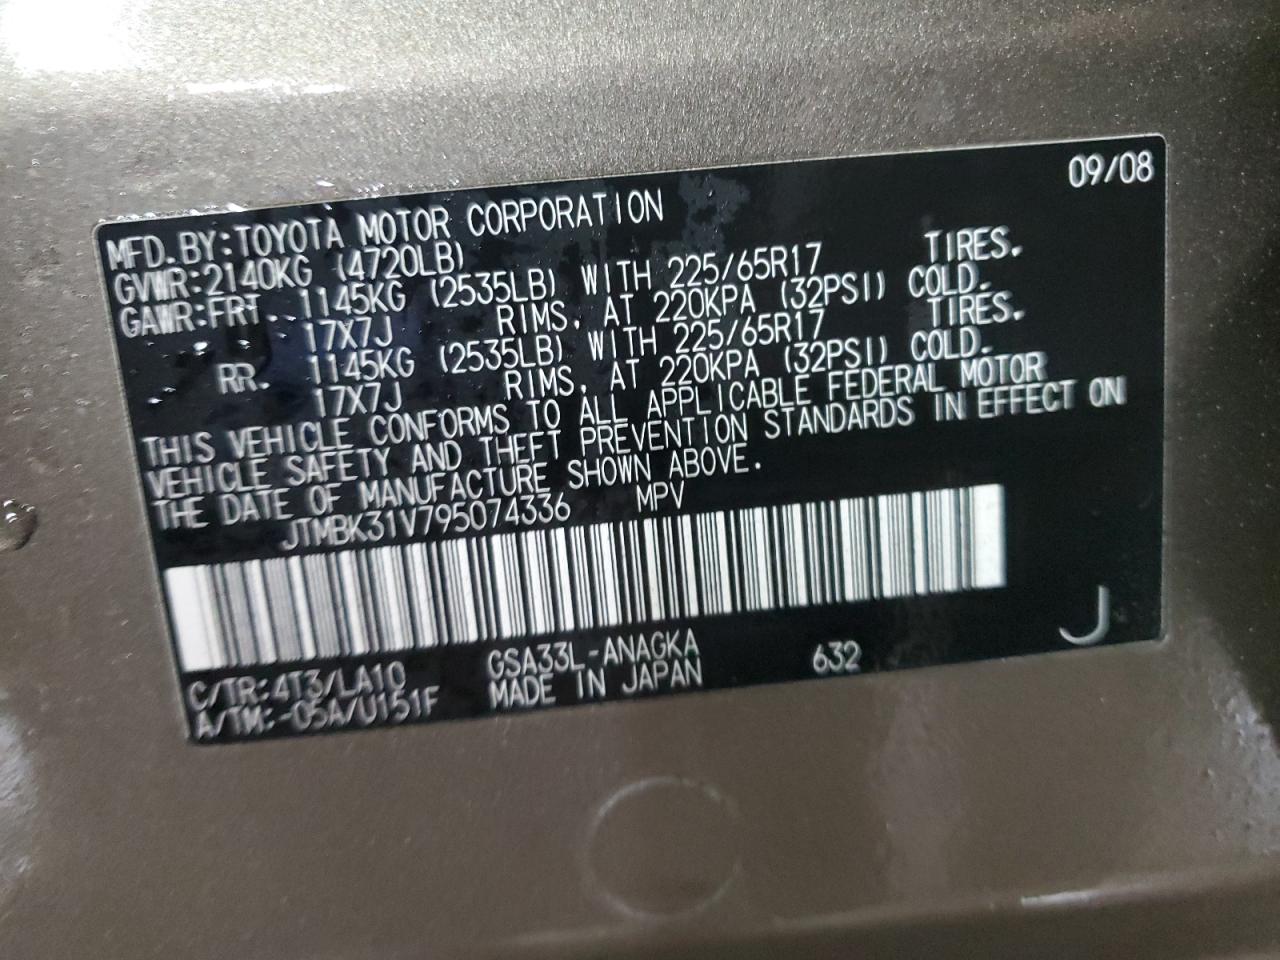 09/08
MFD.BY:TOYOTA MOTOR CORPORATION
GVWR:2140KG (4720LB)
GAWR:FRT. 1145KG (2535LB) WITH 225/65R17 TIRES.
17X7J RIMS, AT 220KPA (32PSI) COLD.
RR. 1145KG (2535LB) WITH 225/65R17 TIRES.
17X7J RIMS, AT 220KPA (32PSI) COLD.
THIS VEHICLE CONFORMS TO ALL APPLICABLE FEDERAL MOTOR
VEHICLE SAFETY AND THEFT PREVENTION STANDARDS IN EFFECT ON
THE DATE OF MANUFACTURE SHOWN ABOVE.
JTMBK31V795074336 MPV
C/TR:4T3/LA10 GSA33L-ANAGKA 632
A/TM:-05A/U151F MADE IN JAPAN
J